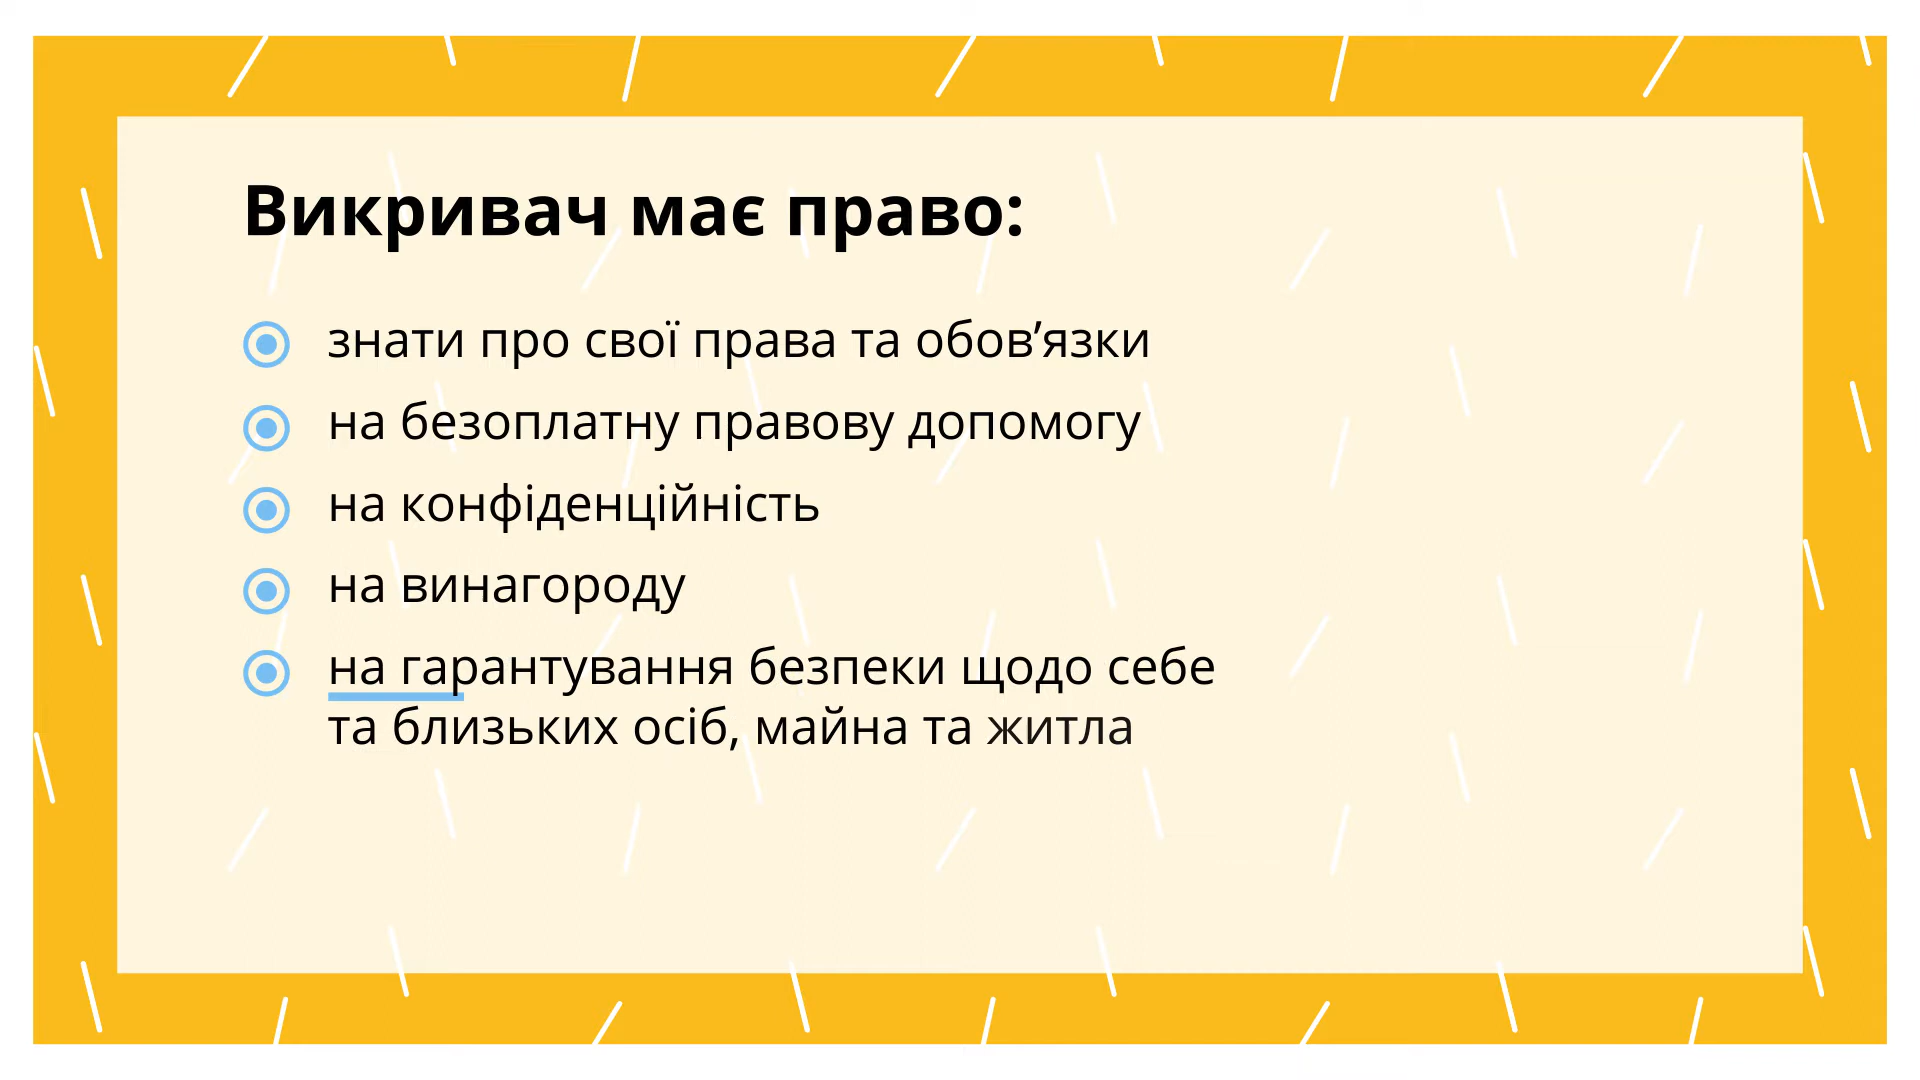 Викривач має право:
знати про свої права та обов’язки
на безоплатну правову допомогу
на конфіденційність
на винагороду
на гарантування безпеки щодо себе
та близьких осіб, майна та житла